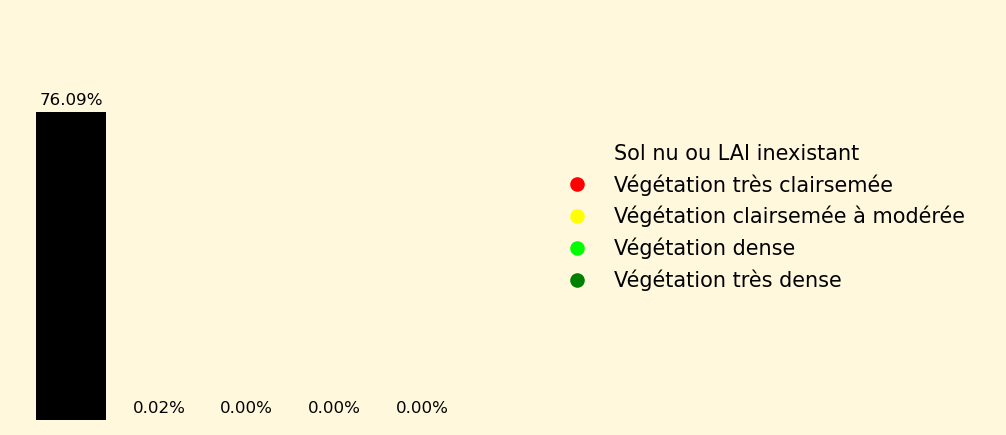 76.09%
Sol nu ou LAI inexistant
Végétation très clairsemée
Végétation clairsemée à modérée
Végétation dense
Végétation très dense
0.02% 0.00% 0.00% 0.00%